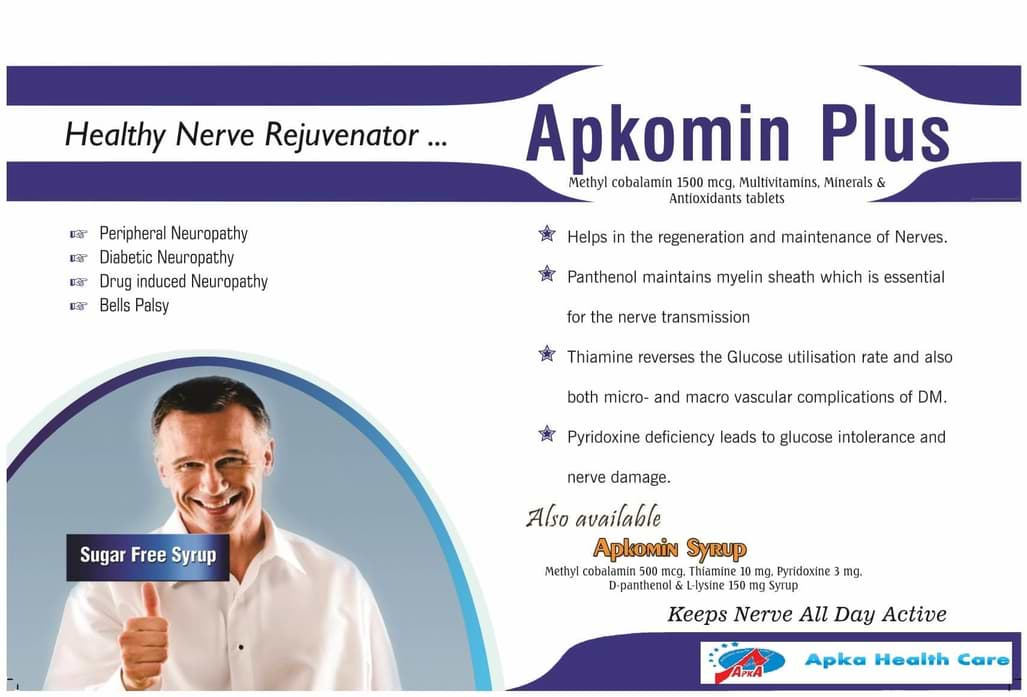 Healthy Nerve Rejuvenator ...
Apkomin Plus
Methyl cobalamin 1500 mcg, Multivitamins, Minerals &
Antioxidants tablets
Peripheral Neuropathy
Diabetic Neuropathy
Drug induced Neuropathy
Bells Palsy
Helps in the regeneration and maintenance of Nerves.
Panthenol maintains myelin sheath which is essential
for the nerve transmission
Thiamine reverses the Glucose utilisation rate and also
both micro- and macro vascular complications of DM.
Pyridoxine deficiency leads to glucose intolerance and
nerve damage.
Sugar Free Syrup
Also available
Apkomin Syrup
Methyl cobalamin 500 mcg, Thiamine 10 mg, Pyridoxine 3 mg,
D-panthenol & L-lysine 150 mg Syrup
Keeps Nerve All Day Active
APKA
Apka Health Care